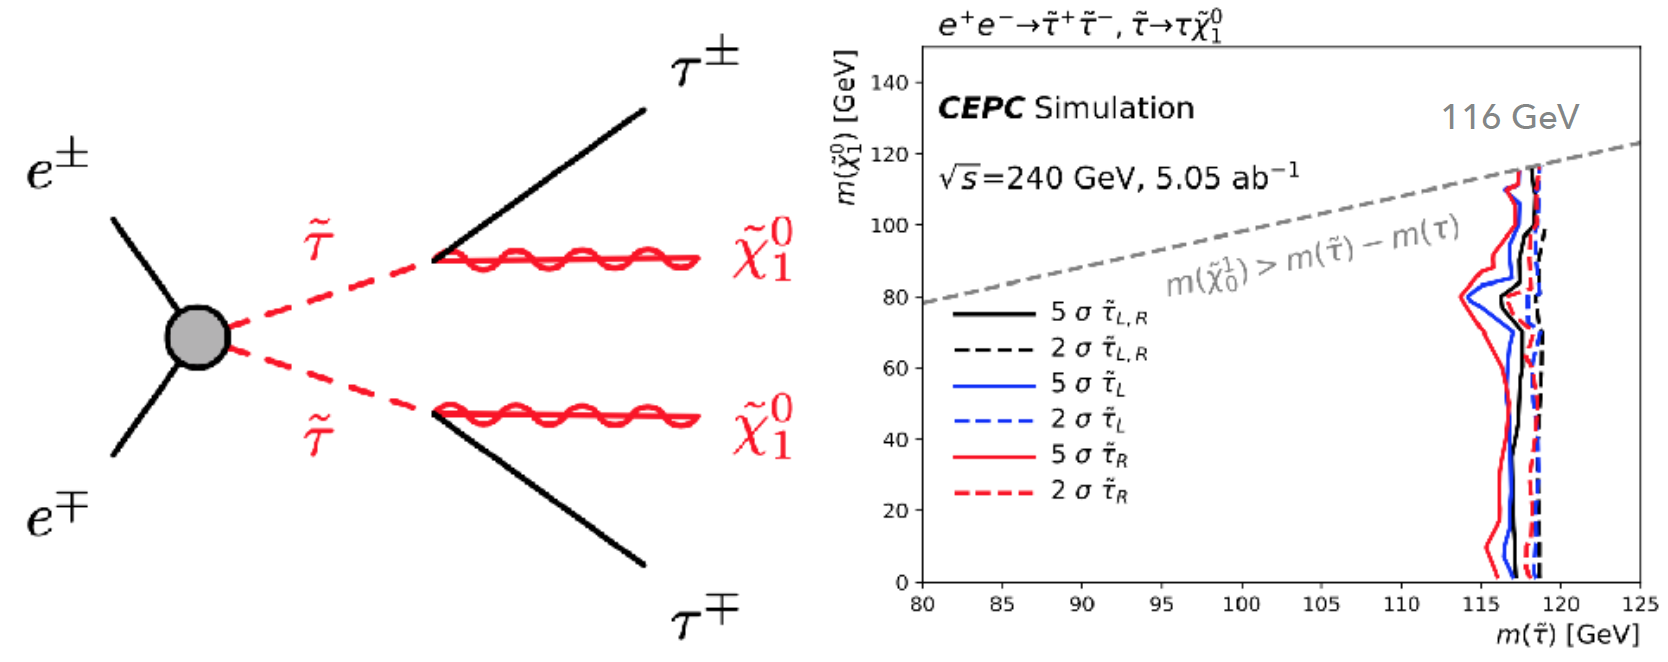 e±
e∓
τ̃
τ̃
τ±
χ̃⁰₁
χ̃⁰₁
τ∓
e⁺e⁻→τ̃⁺τ̃⁻, τ̃→τχ̃⁰₁
CEPC Simulation
116 GeV
√s=240 GeV, 5.05 ab⁻¹
m(χ̃¹₀) > m(τ̃) − m(τ)
5 σ τ̃L,R
2 σ τ̃L,R
5 σ τ̃L
2 σ τ̃L
5 σ τ̃R
2 σ τ̃R
m(χ̃⁰₁) [GeV]
140
120
100
80
60
40
20
0
80 85 90 95 100 105 110 115 120 125
m(τ̃) [GeV]